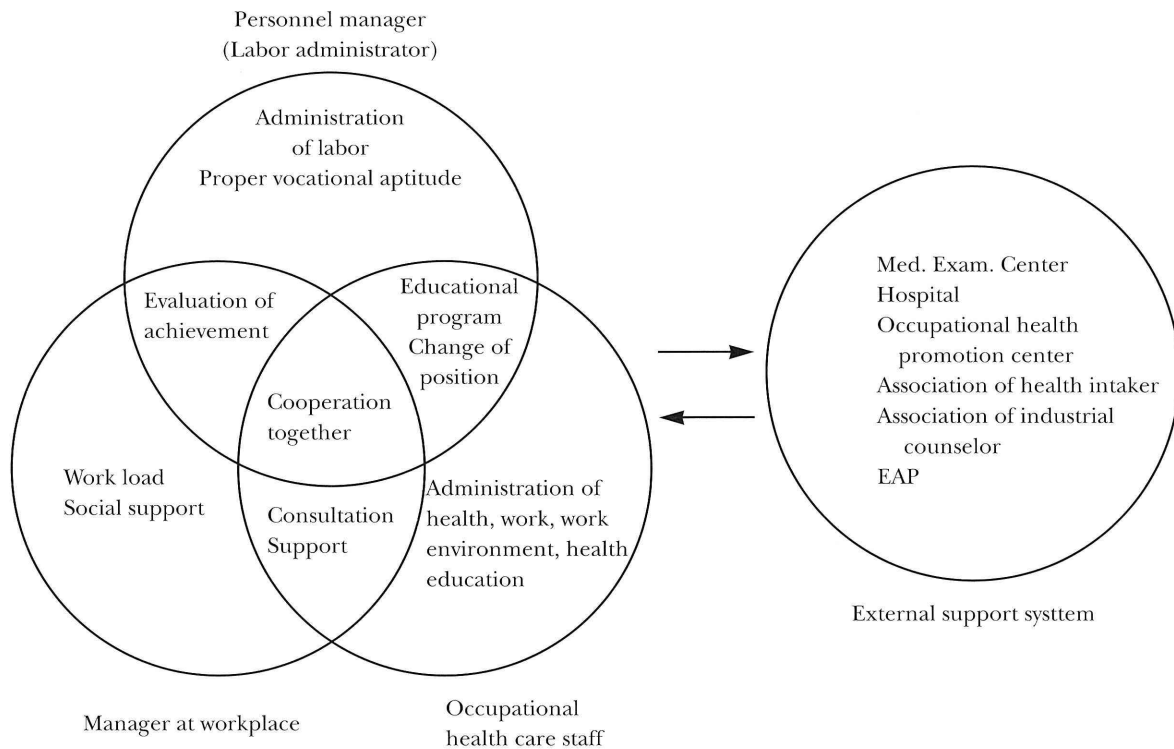 Personnel manager
(Labor administrator)
Administration
of labor
Proper vocational aptitude
Evaluation of
achievement
Educational
program
Change of
position
Cooperation
together
Work load
Social support
Consultation
Support
Administration of
health, work, work
environment, health
education
Manager at workplace
Occupational
health care staff
Med. Exam. Center
Hospital
Occupational health
promotion center
Association of health intaker
Association of industrial
counselor
EAP
External support systtem